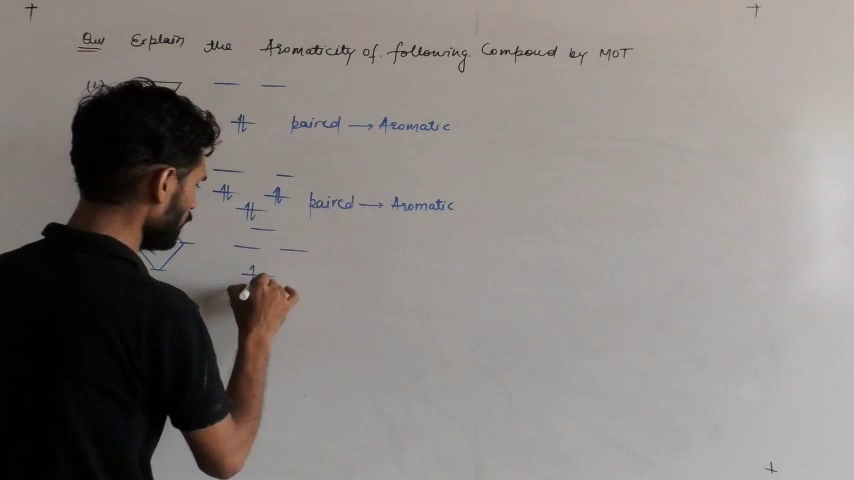 Que Explain the Aromaticity of following Compoud by MOT
(1)
paired → Aromatic
paired → Aromatic